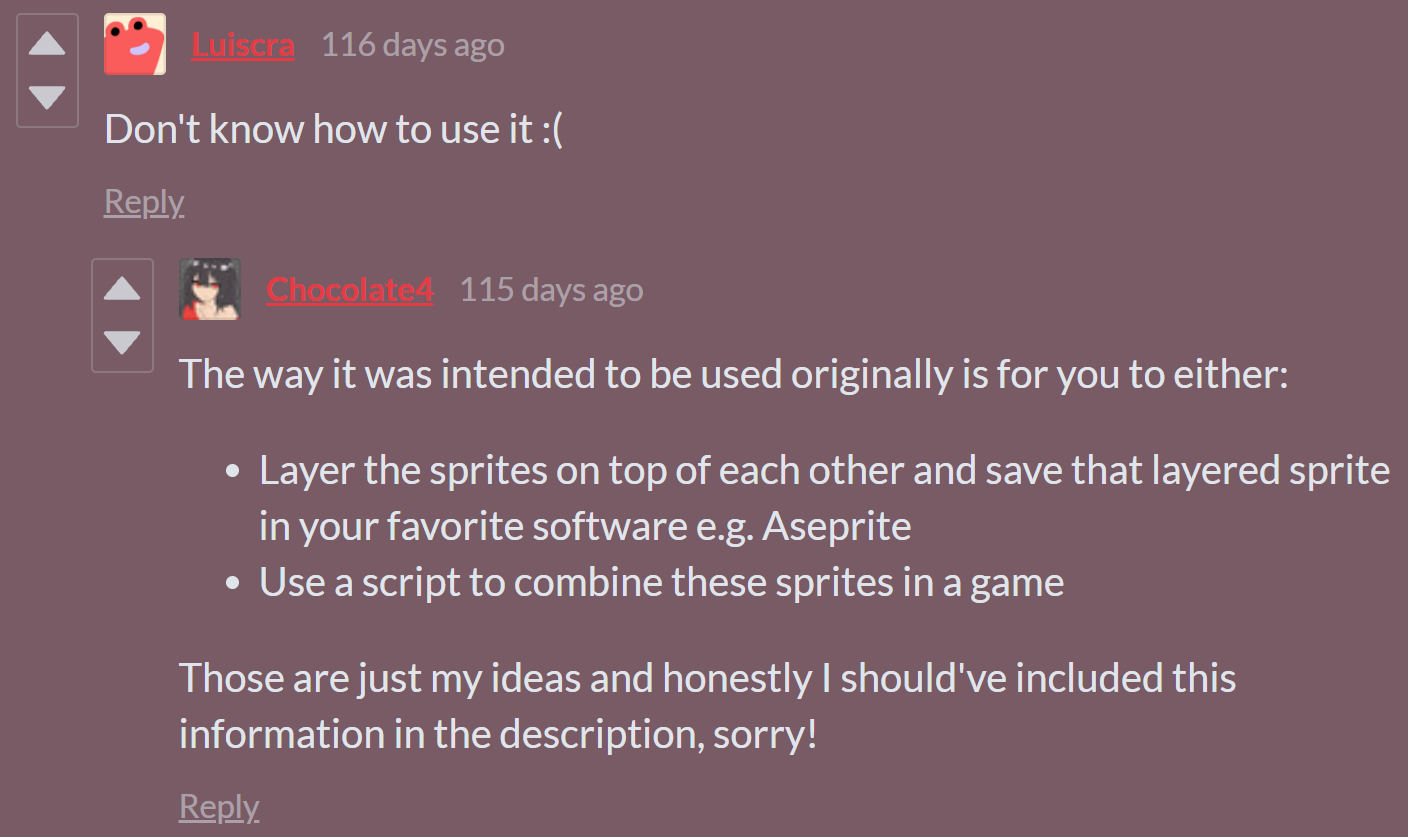 Luiscra 116 days ago
Don't know how to use it :(
Reply
Chocolate4 115 days ago
The way it was intended to be used originally is for you to either:
• Layer the sprites on top of each other and save that layered sprite
in your favorite software e.g. Aseprite
• Use a script to combine these sprites in a game
Those are just my ideas and honestly I should've included this
information in the description, sorry!
Reply